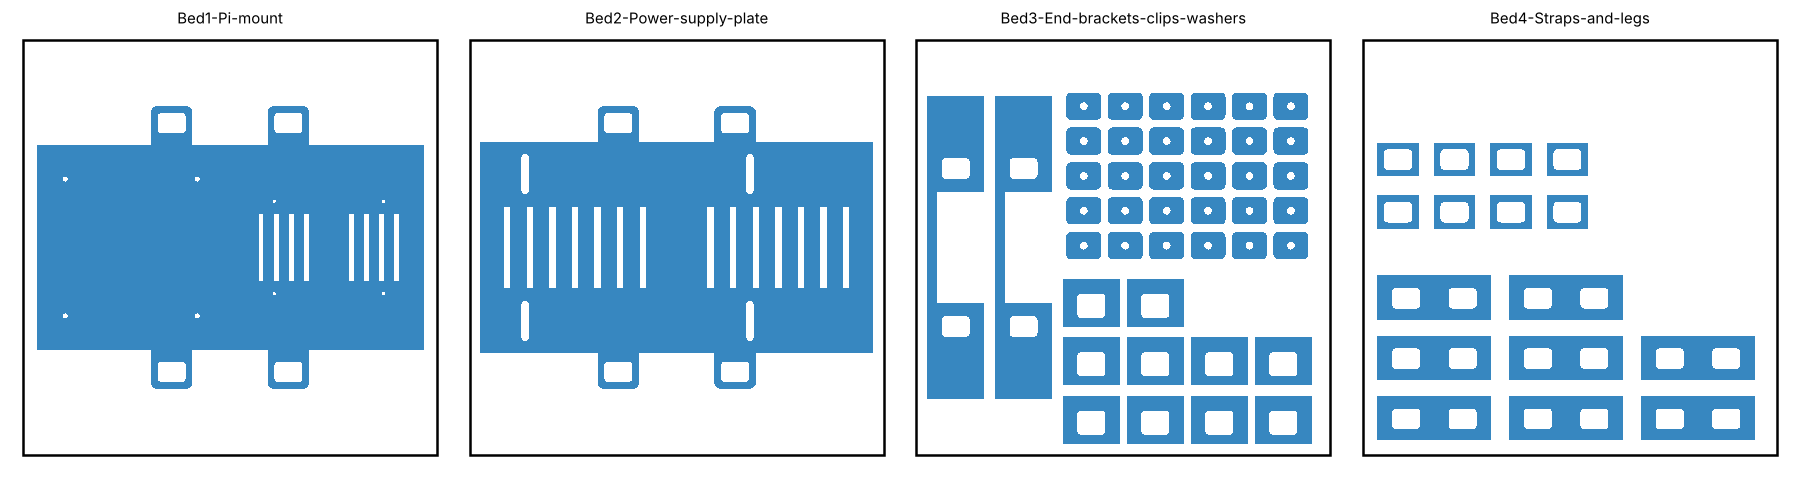 Bed1-Pi-mount
Bed2-Power-supply-plate
Bed3-End-brackets-clips-washers
Bed4-Straps-and-legs